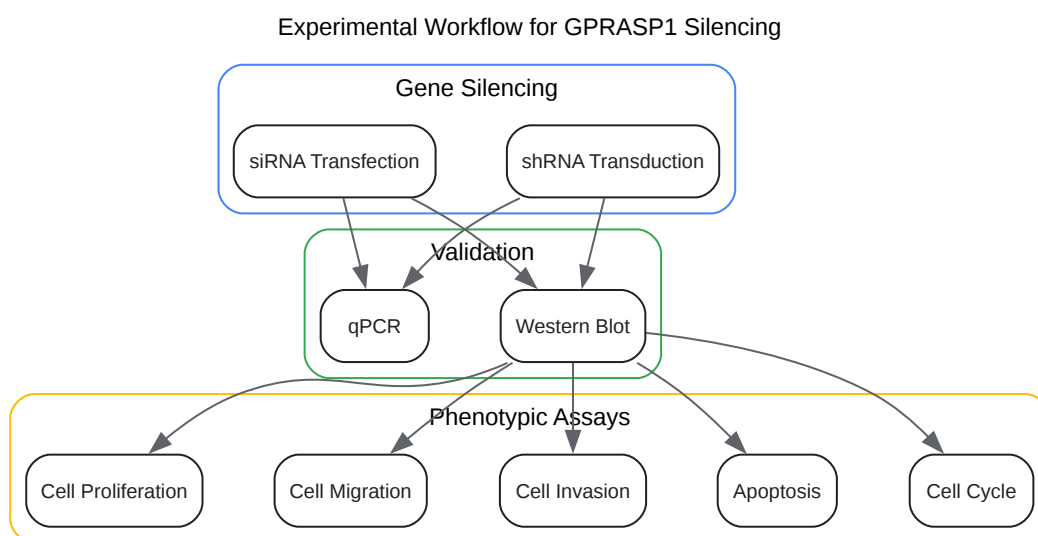 Experimental Workflow for GPRASP1 Silencing
Gene Silencing
siRNA Transfection
shRNA Transduction
Validation
qPCR
Western Blot
Phenotypic Assays
Cell Proliferation
Cell Migration
Cell Invasion
Apoptosis
Cell Cycle